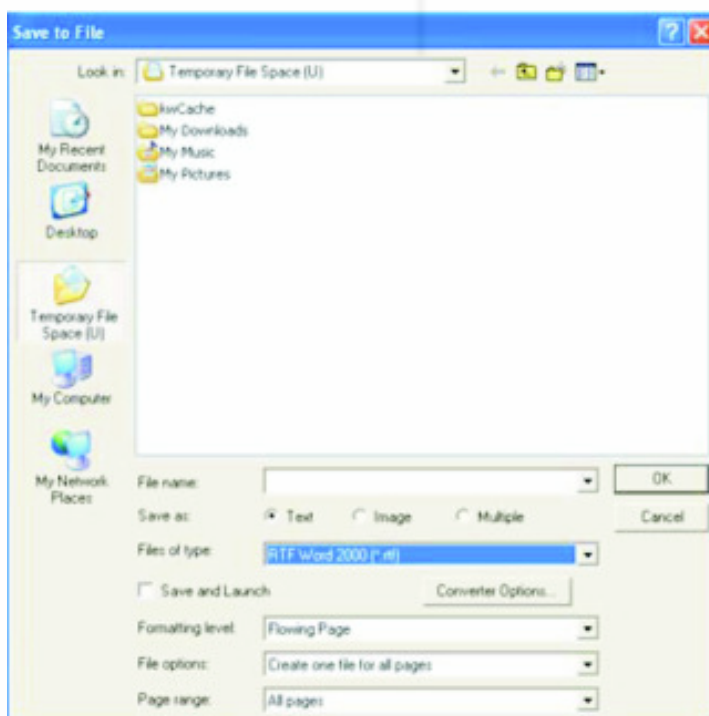 Save to File
Look in: Temporary File Space (U)
kwCache
My Downloads
My Music
My Pictures
My Recent
Documents
Desktop
Temporary File
Space (U)
My Computer
My Network
Places
File name: OK
Save as: Text Image Multiple Cancel
Files of type: RTF Word 2000 (*.rtf)
Save and Launch Converter Options...
Formatting level: Flowing Page
File options: Create one file for all pages
Page range: All pages